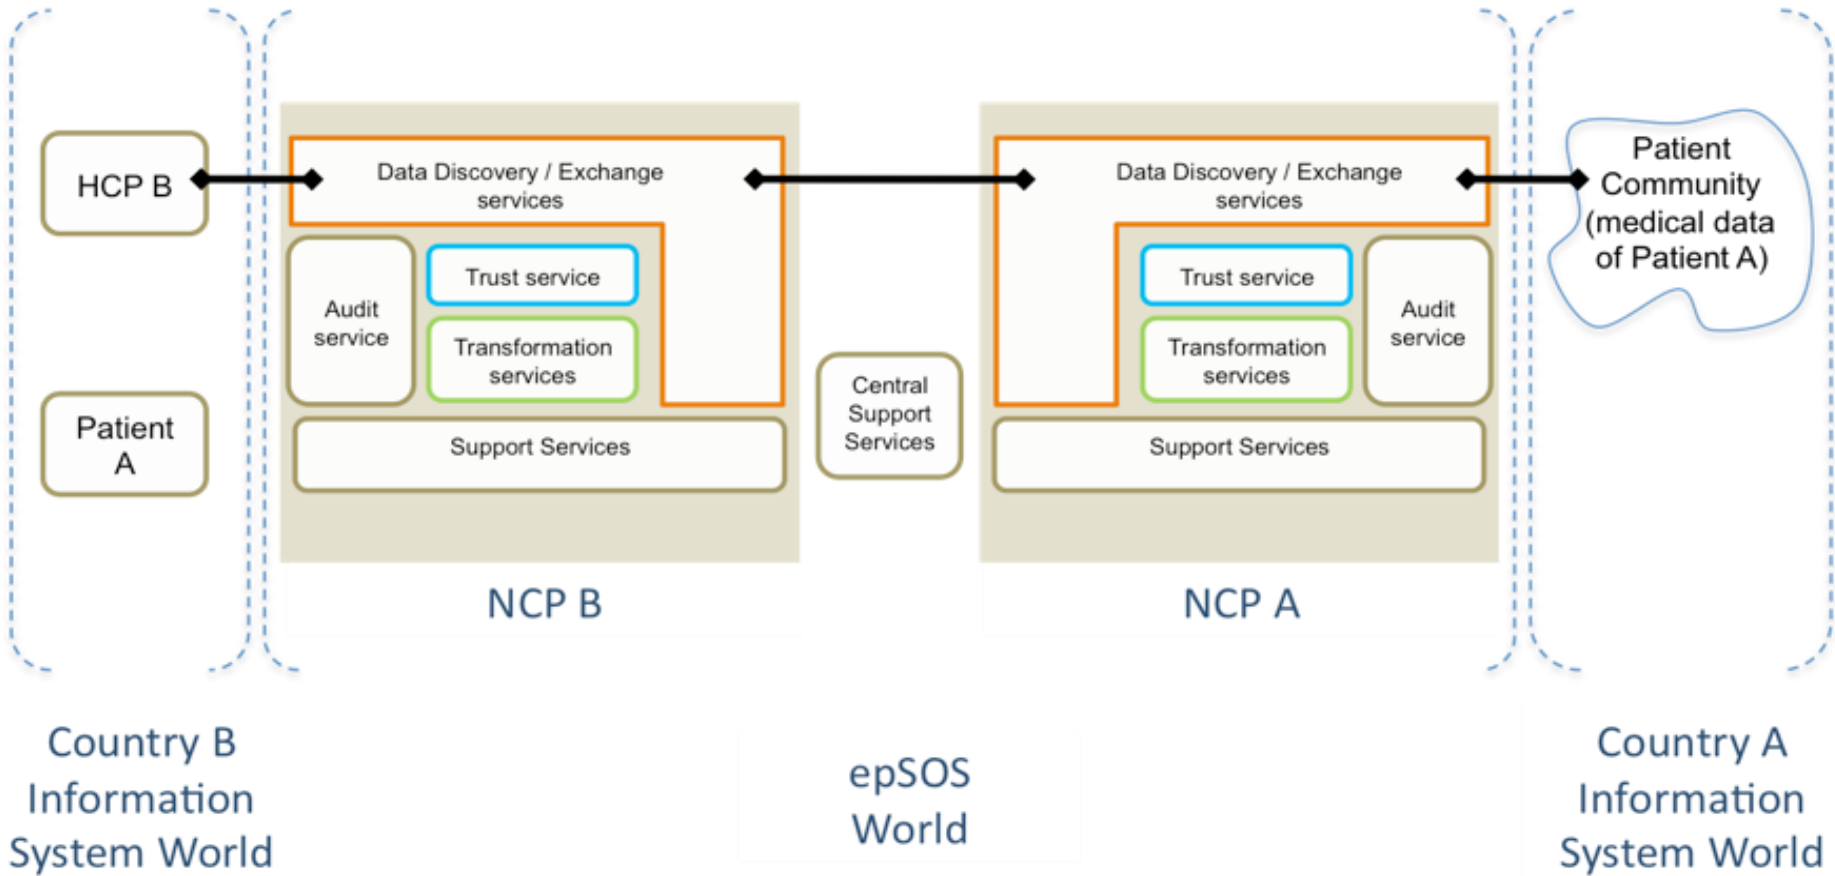 HCP B
Patient
A
Data Discovery / Exchange
services
Audit
service
Trust service
Transformation
services
Support Services
NCP B
Central
Support
Services
Data Discovery / Exchange
services
Trust service
Transformation
services
Audit
service
Support Services
NCP A
Patient
Community
(medical data
of Patient A)
Country B
Information
System World
epSOS
World
Country A
Information
System World